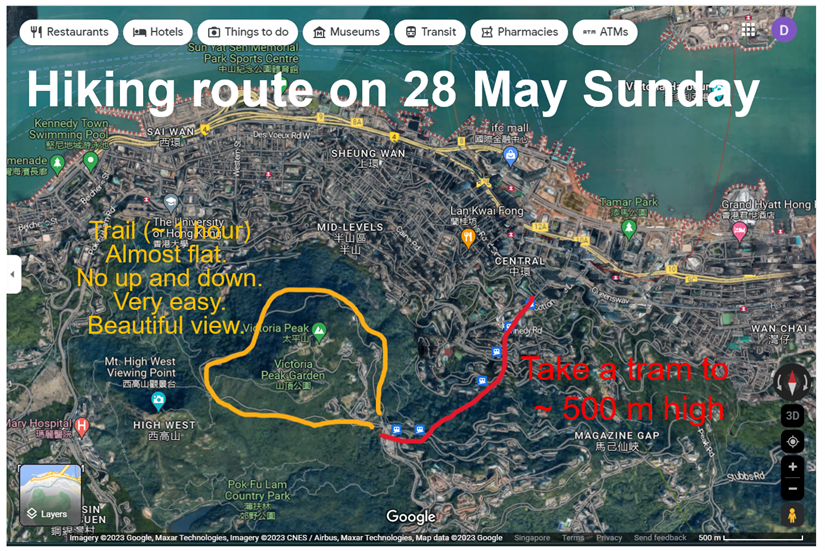 Restaurants
Hotels
Things to do
Museums
Transit
Pharmacies
ATMs
D
Sun Yat Sen Memorial
Park Sports Centre
中山紀念公園體育館
Hiking route on 28 May Sunday
Kennedy Town
Swimming Pool
堅尼地城游泳池
SAI WAN
西環
Des Voeux Rd W
SHEUNG WAN
上環
ifc mall
國際金融中心
Belcher's St
The University
of Hong Kong
香港大學
MID-LEVELS
半山區
半山
Lan Kwai Fong
蘭桂坊
Tamar Park
添馬公園
Grand Hyatt Hong
香港君悅酒店
CENTRAL
中環
Queensway
WAN CHAI
灣仔
Trail (~ 1 hour)
Almost flat.
No up and down.
Very easy.
Beautiful view.
Victoria Peak
太平山
Victoria
Peak Garden
山頂公園
Mt. High West
Viewing Point
西高山觀景台
HIGH WEST
西高山
Mary Hospital
瑪麗醫院
Take a tram to
~ 500 m high
MAGAZINE GAP
馬己仙峽
Stubbs Rd
Pok Fu Lam
Country Park
薄扶林
郊野公園
3D
Layers
Google
Imagery ©2023 Google, Maxar Technologies, Imagery ©2023 CNES / Airbus, Maxar Technologies, Map data ©2023 Google
Singapore
Terms
Privacy
Send feedback
500 m